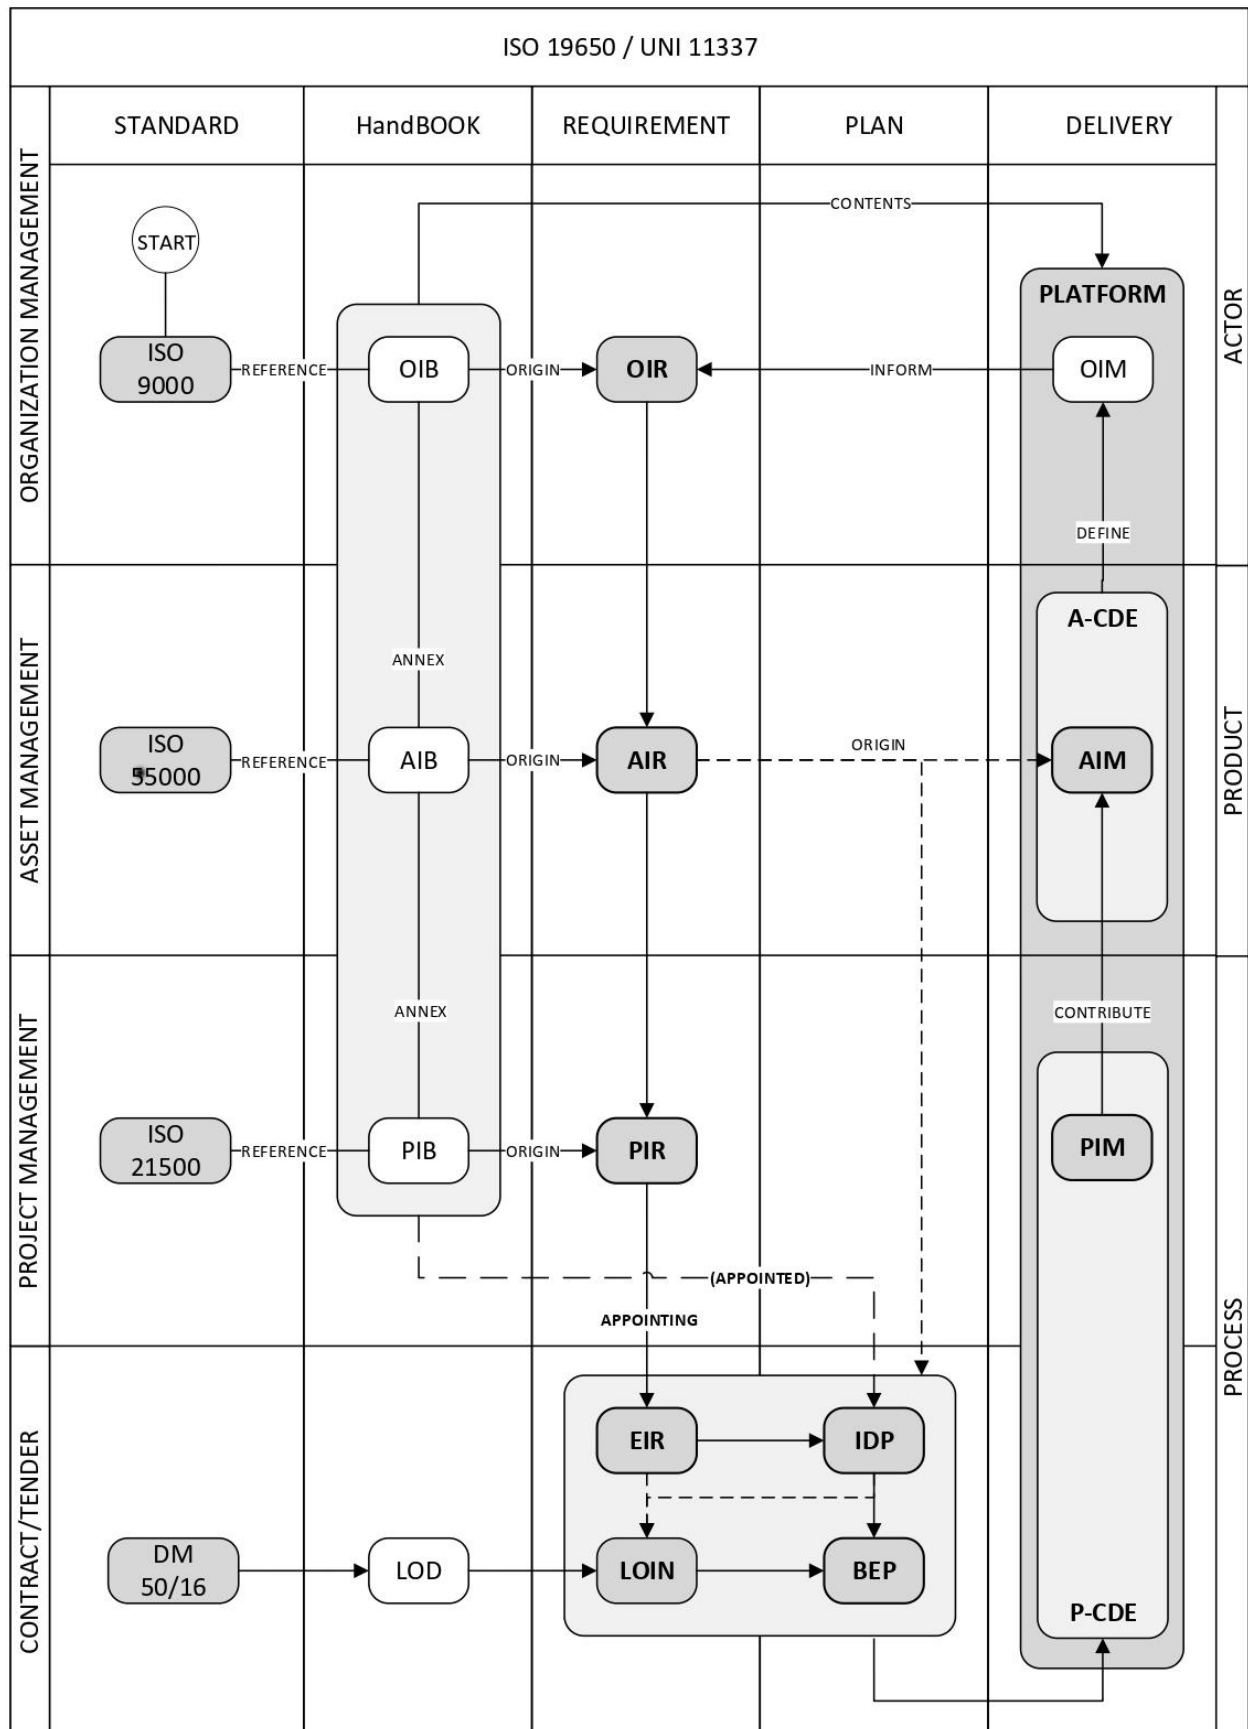 ISO 19650 / UNI 11337
STANDARD
HandBOOK
REQUIREMENT
PLAN
DELIVERY
ORGANIZATION MANAGEMENT
ACTOR
CONTENTS
START
PLATFORM
ISO
9000
REFERENCE
OIB
ORIGIN
OIR
INFORM
OIM
DEFINE
ASSET MANAGEMENT
PRODUCT
A-CDE
ANNEX
ISO
55000
REFERENCE
AIB
ORIGIN
AIR
ORIGIN
AIM
PROJECT MANAGEMENT
PROCESS
ANNEX
CONTRIBUTE
ISO
21500
REFERENCE
PIB
ORIGIN
PIR
PIM
(APPOINTED)
APPOINTING
CONTRACT/TENDER
EIR
IDP
DM
50/16
LOD
LOIN
BEP
P-CDE